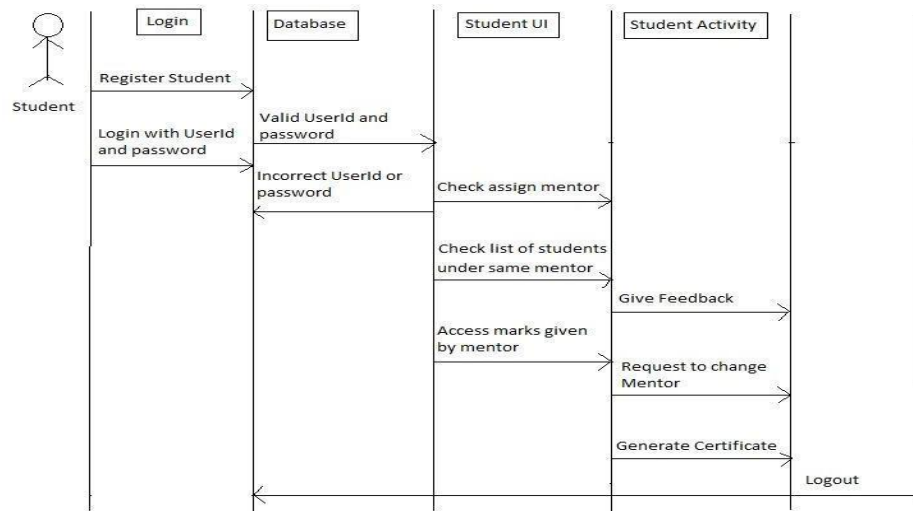 Login
Database
Student UI
Student Activity
Student
Register Student
Login with UserId
and password
Valid UserId and
password
Incorrect UserId or
password
Check assign mentor
Check list of students
under same mentor
Give Feedback
Access marks given
by mentor
Request to change
Mentor
Generate Certificate
Logout